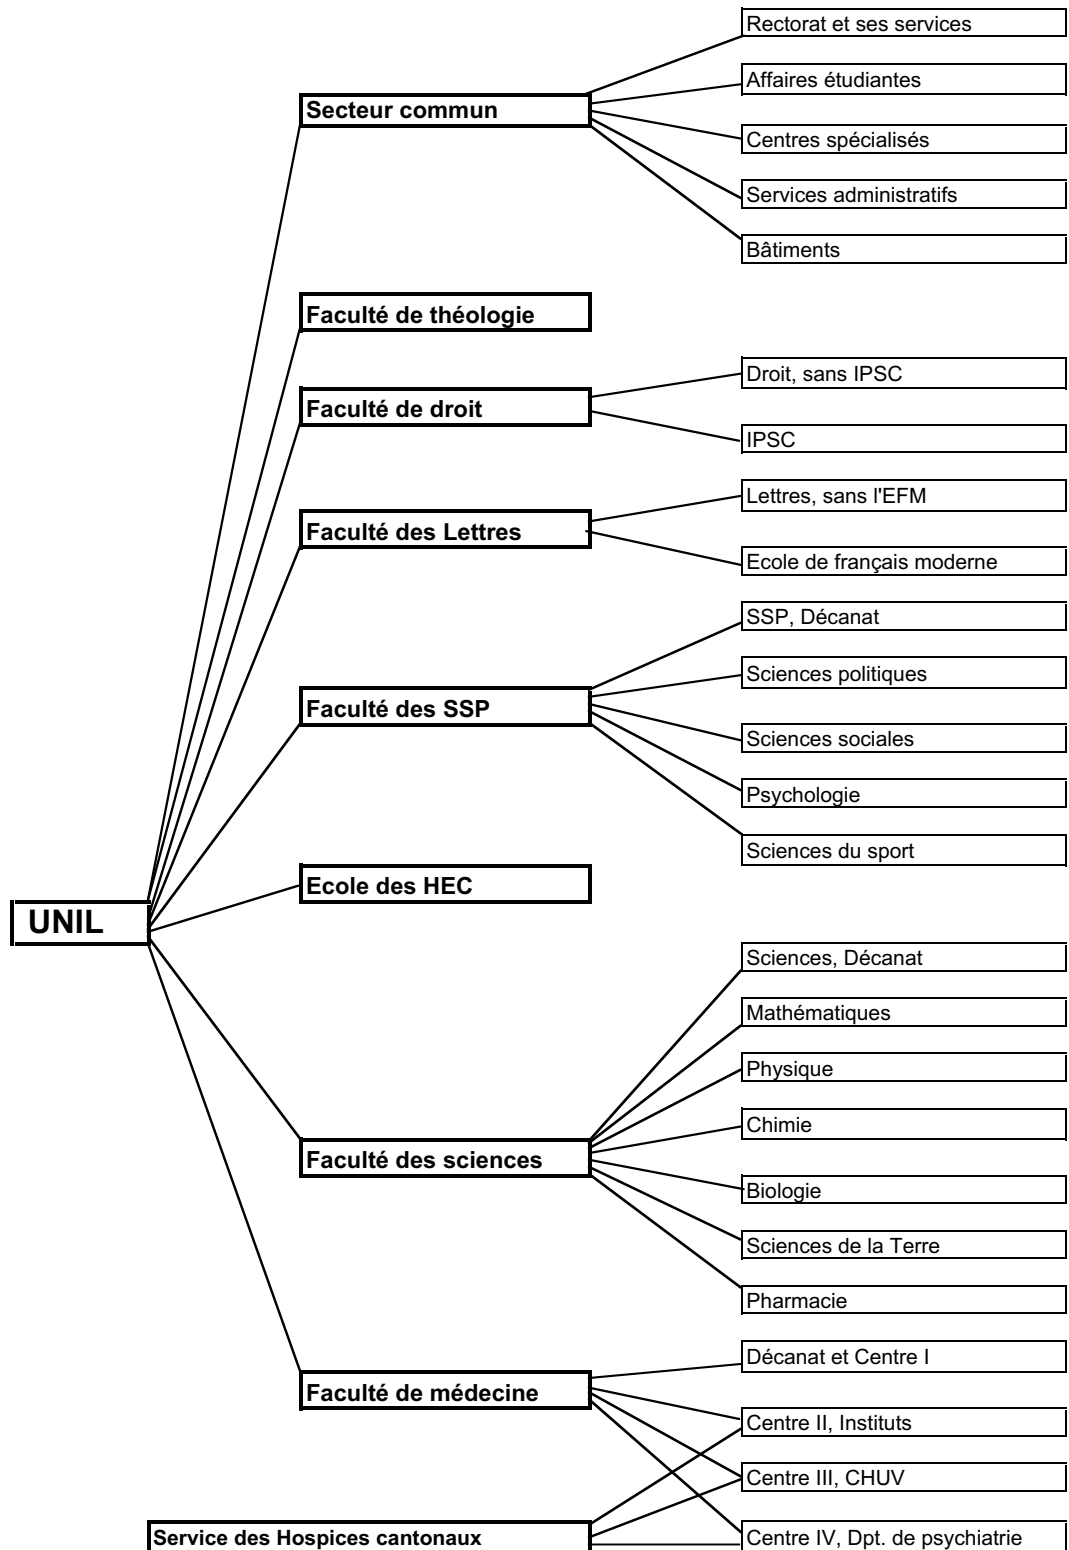 Rectorat et ses services
Affaires étudiantes
Secteur commun
Centres spécialisés
Services administratifs
Bâtiments
Faculté de théologie
Droit, sans IPSC
Faculté de droit
IPSC
Lettres, sans l'EFM
Faculté des Lettres
Ecole de français moderne
SSP, Décanat
Sciences politiques
Faculté des SSP
Sciences sociales
Psychologie
Sciences du sport
Ecole des HEC
UNIL
Sciences, Décanat
Mathématiques
Physique
Chimie
Faculté des sciences
Biologie
Sciences de la Terre
Pharmacie
Décanat et Centre I
Faculté de médecine
Centre II, Instituts
Centre III, CHUV
Service des Hospices cantonaux
Centre IV, Dpt. de psychiatrie